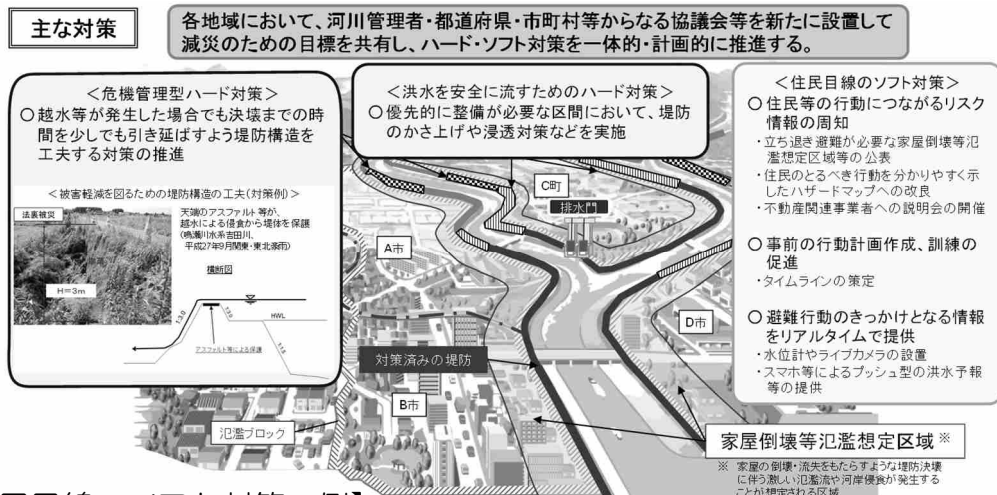 主な対策
各地域において、河川管理者・都道府県・市町村等からなる協議会等を新たに設置して
減災のための目標を共有し、ハード・ソフト対策を一体的・計画的に推進する。
＜危機管理型ハード対策＞
○越水等が発生した場合でも決壊までの時
間を少しでも引き延ばすよう堤防構造を
工夫する対策の推進
＜被害軽減を図るための堤防構造の工夫(対策例)＞
法裏被災
H=3m
天端のアスファルト等が、
越水による侵食から堤体を保護
(鳴瀬川水系吉田川、
平成27年9月関東・東北豪雨)
横断図
HWL
アスファルト等による保護
＜洪水を安全に流すためのハード対策＞
○優先的に整備が必要な区間において、堤防
のかさ上げや浸透対策などを実施
C町
排水門
A市
D市
対策済みの堤防
B市
氾濫ブロック
＜住民目線のソフト対策＞
○住民等の行動につながるリスク
情報の周知
・立ち退き避難が必要な家屋倒壊等氾
濫想定区域等の公表
・住民のとるべき行動を分かりやすく示
したハザードマップへの改良
・不動産関連事業者への説明会の開催
○事前の行動計画作成、訓練の
促進
・タイムラインの策定
○避難行動のきっかけとなる情報
をリアルタイムで提供
・水位計やライブカメラの設置
・スマホ等によるプッシュ型の洪水予報
等の提供
家屋倒壊等氾濫想定区域※
※ 家屋の倒壊・流失をもたらすような堤防決壊
に伴う激しい氾濫流や河岸侵食が発生する
ことが想定される区域